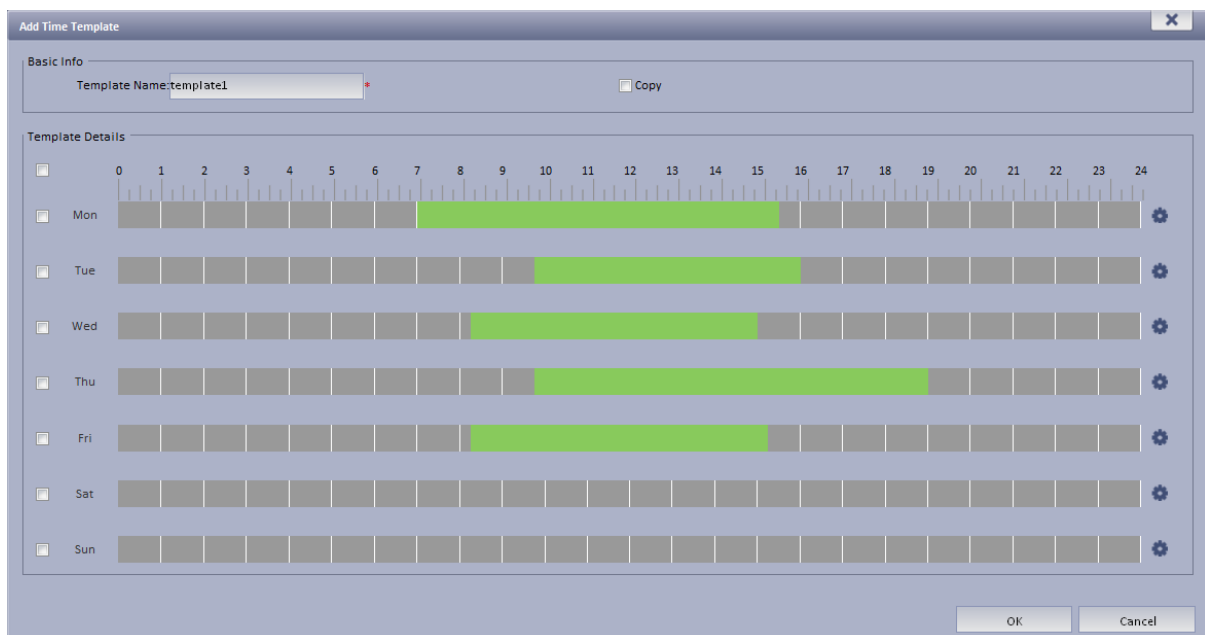 Add Time Template
Basic Info
Template Name:template1 * Copy
Template Details
0 1 2 3 4 5 6 7 8 9 10 11 12 13 14 15 16 17 18 19 20 21 22 23 24
Mon
Tue
Wed
Thu
Fri
Sat
Sun
OK Cancel